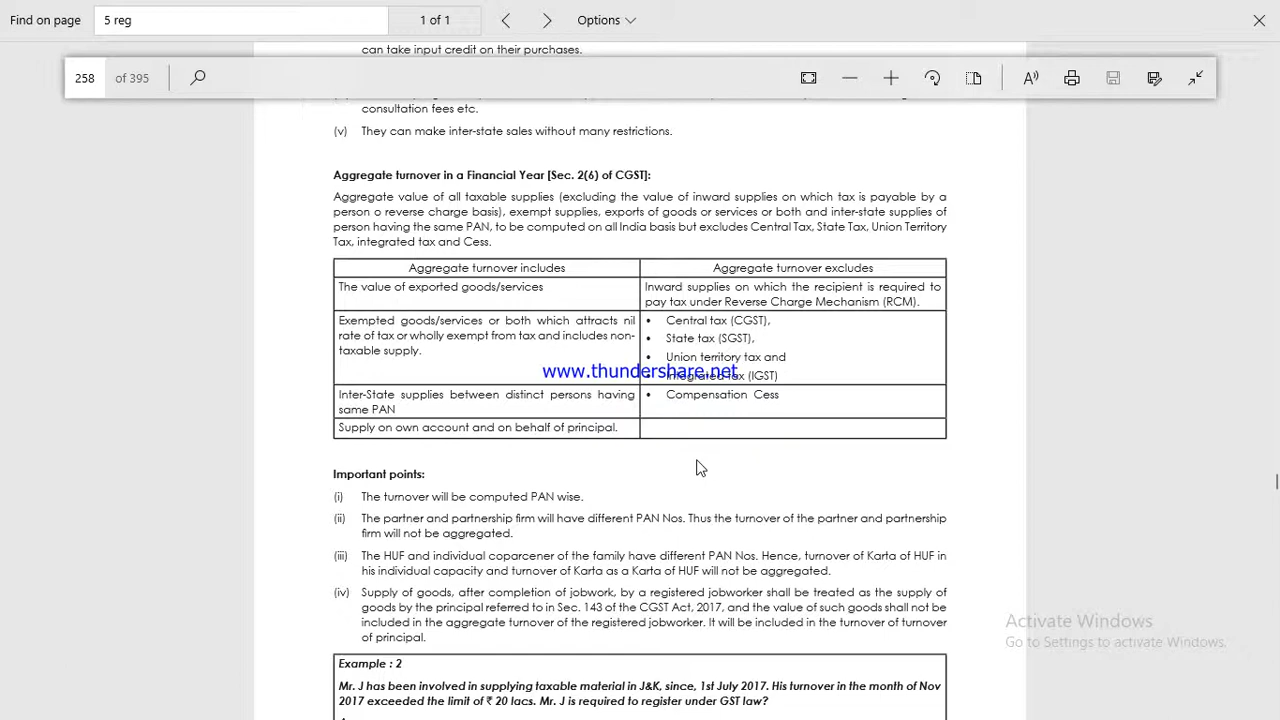 Find on page
5 reg
1 of 1
Options
can take input credit on their purchases.
258 of 395
consultation fees etc.
(v) They can make inter-state sales without many restrictions.
Aggregate turnover in a Financial Year [Sec. 2(6) of CGST]:
Aggregate value of all taxable supplies (excluding the value of inward supplies on which tax is payable by a
person o reverse charge basis), exempt supplies, exports of goods or services or both and inter-state supplies of
person having the same PAN, to be computed on all India basis but excludes Central Tax, State Tax, Union Territory
Tax, integrated tax and Cess.
Aggregate turnover includes
Aggregate turnover excludes
The value of exported goods/services
Inward supplies on which the recipient is required to
pay tax under Reverse Charge Mechanism (RCM).
Exempted goods/services or both which attracts nil
rate of tax or wholly exempt from tax and includes non-
taxable supply.
• Central tax (CGST),
• State tax (SGST),
• Union territory tax and
• Integrated tax (IGST)
www.thundershare.net
Inter-State supplies between distinct persons having
same PAN
• Compensation Cess
Supply on own account and on behalf of principal.
Important points:
(i) The turnover will be computed PAN wise.
(ii) The partner and partnership firm will have different PAN Nos. Thus the turnover of the partner and partnership
firm will not be aggregated.
(iii) The HUF and individual coparcener of the family have different PAN Nos. Hence, turnover of Karta of HUF in
his individual capacity and turnover of Karta as a Karta of HUF will not be aggregated.
(iv) Supply of goods, after completion of jobwork, by a registered jobworker shall be treated as the supply of
goods by the principal referred to in Sec. 143 of the CGST Act, 2017, and the value of such goods shall not be
included in the aggregate turnover of the registered jobworker. It will be included in the turnover of turnover
of principal.
Activate Windows
Go to Settings to activate Windows.
Example : 2
Mr. J has been involved in supplying taxable material in J&K, since, 1st July 2017. His turnover in the month of Nov
2017 exceeded the limit of ₹ 20 lacs. Mr. J is required to register under GST law?